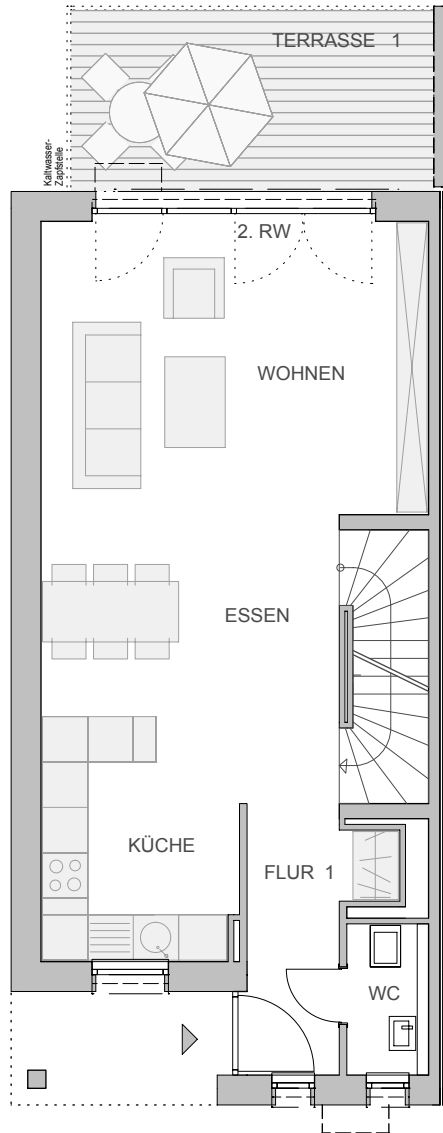 TERRASSE 1
Kaltwasser-
Zapfstelle
2. RW
WOHNEN
ESSEN
KÜCHE
FLUR 1
WC